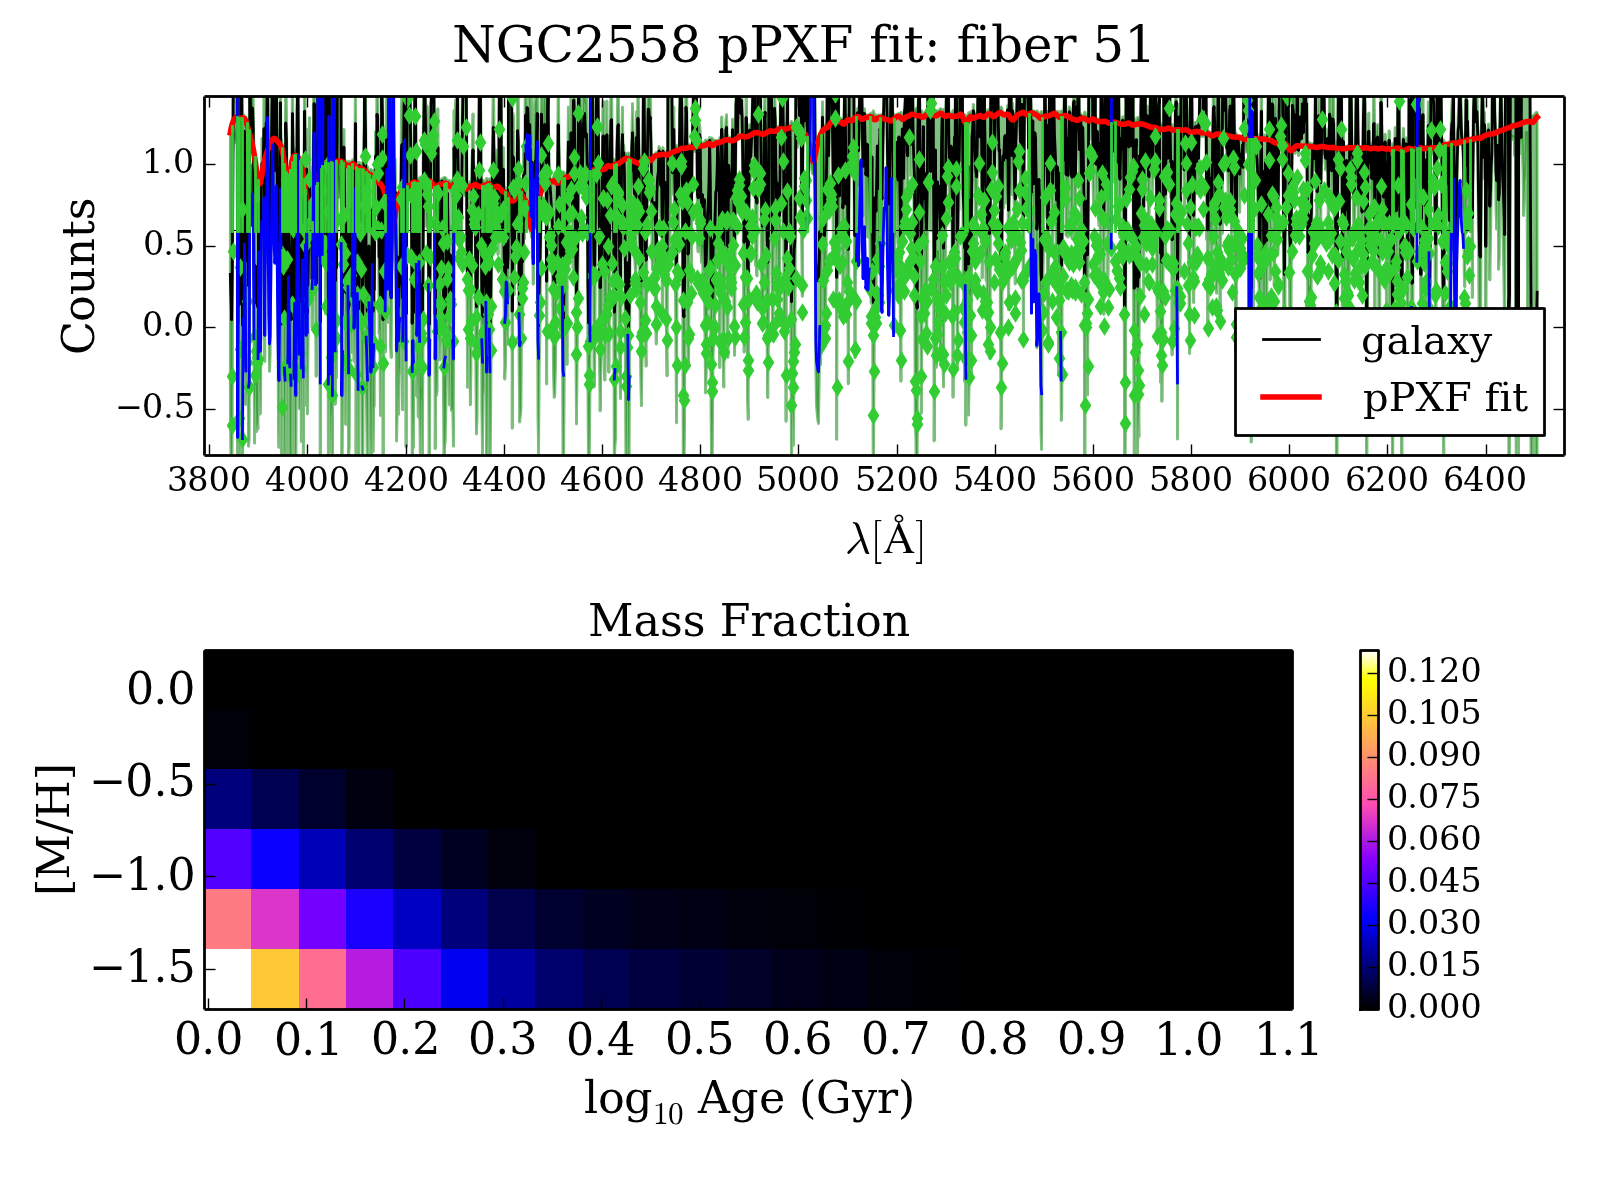 NGC2558 pPXF fit: fiber 51
Counts
1.0
0.5
0.0
−0.5
galaxy
pPXF fit
3800 4000 4200 4400 4600 4800 5000 5200 5400 5600 5800 6000 6200 6400
λ[Å]
Mass Fraction
[M/H]
0.0
−0.5
−1.0
−1.5
0.0 0.1 0.2 0.3 0.4 0.5 0.6 0.7 0.8 0.9 1.0 1.1
log₁₀ Age (Gyr)
0.120
0.105
0.090
0.075
0.060
0.045
0.030
0.015
0.000